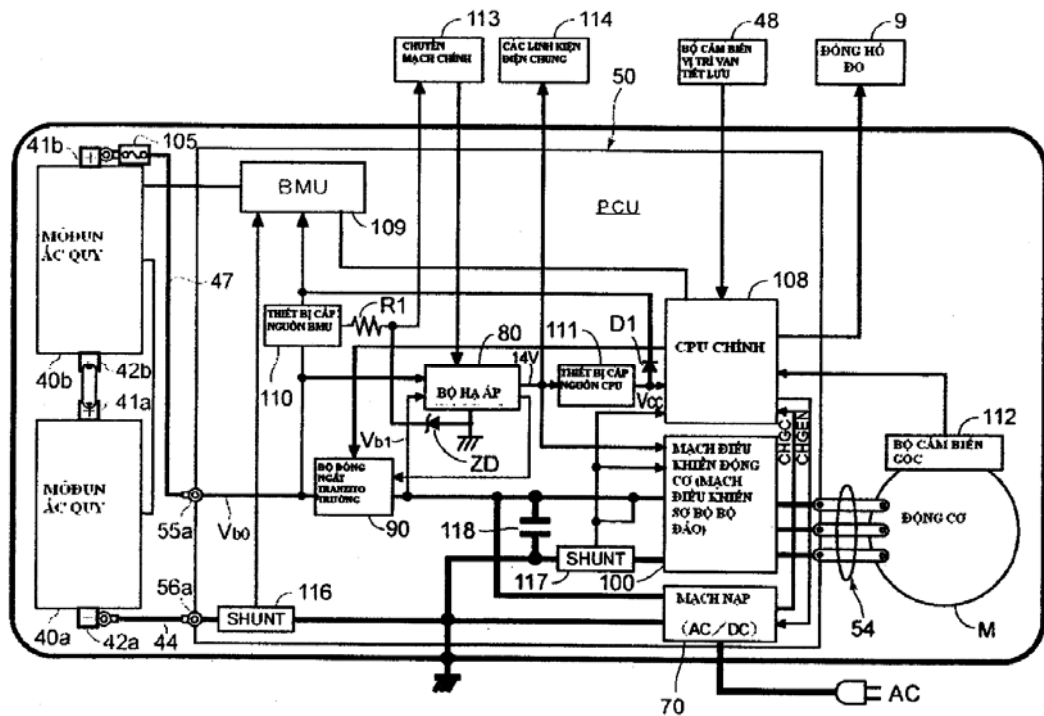 113
114
48
9
CHUYỂN
MẠCH CHÍNH
CÁC LINH KIỆN
ĐIỆN CHUNG
BỘ CẢM BIẾN
VỊ TRÍ VAN
TIẾT LƯU
ĐỒNG HỒ
ĐO
50
105
41b
BMU
PCU
109
MÔĐUN
ẮC QUY
47
R1
108
THIẾT BỊ CẤP
NGUỒN BMU
80
111
D1
CPU CHÍNH
110
14V
BỘ HẠ ÁP
THIẾT BỊ CẤP
NGUỒN CPU
VCC
40b
42b
41a
Vb1
ZD
CHGC
CHGEN
112
BỘ CẢM BIẾN
GÓC
MÔĐUN
ẮC QUY
BỘ ĐÓNG
NGẮT
TRANZITO
TRƯỜNG
MẠCH ĐIỀU
KHIỂN ĐỘNG
CƠ (MẠCH
ĐIỀU KHIỂN
SƠ BỘ BỘ
ĐẢO)
ĐỘNG CƠ
55a
Vb0
90
118
SHUNT
117
100
56a
116
SHUNT
MẠCH NẠP
(AC/DC)
54
M
40a
42a
44
70
AC